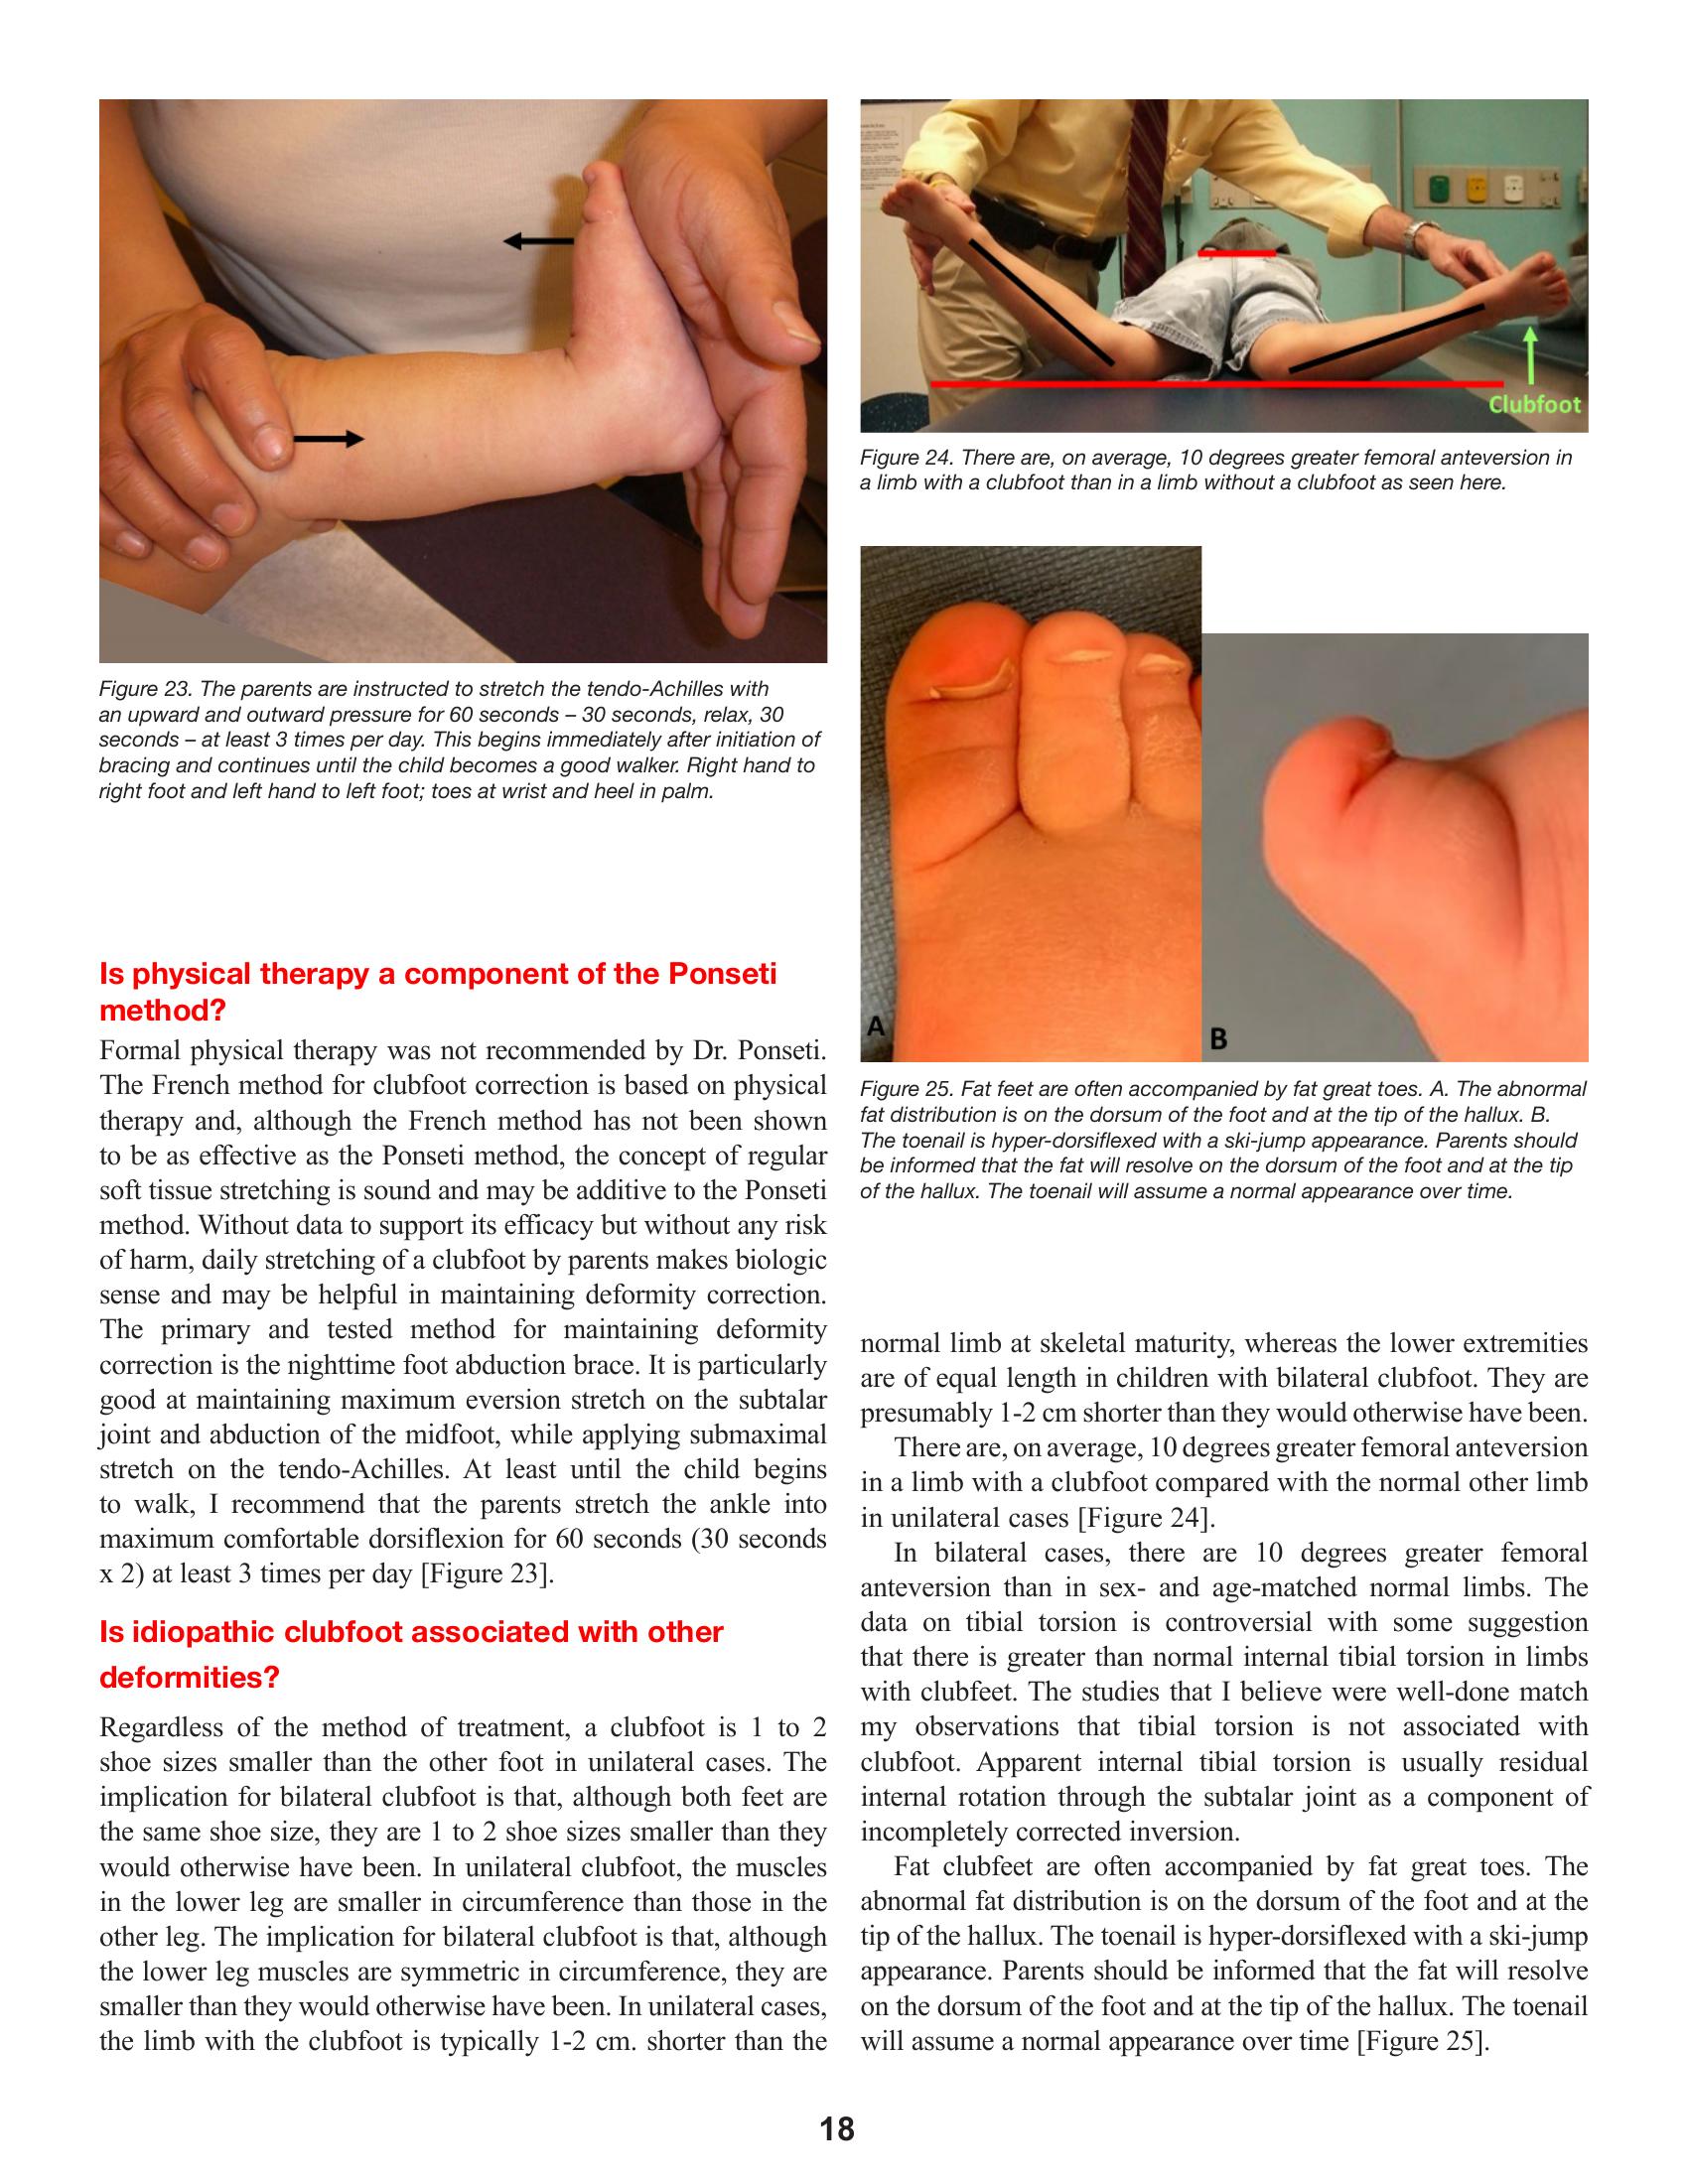 Figure 23. The parents are instructed to stretch the tendo-Achilles with
an upward and outward pressure for 60 seconds – 30 seconds, relax, 30
seconds – at least 3 times per day. This begins immediately after initiation of
bracing and continues until the child becomes a good walker. Right hand to
right foot and left hand to left foot; toes at wrist and heel in palm.
Is physical therapy a component of the Ponseti
method?
Formal physical therapy was not recommended by Dr. Ponseti.
The French method for clubfoot correction is based on physical
therapy and, although the French method has not been shown
to be as effective as the Ponseti method, the concept of regular
soft tissue stretching is sound and may be additive to the Ponseti
method. Without data to support its efficacy but without any risk
of harm, daily stretching of a clubfoot by parents makes biologic
sense and may be helpful in maintaining deformity correction.
The primary and tested method for maintaining deformity
correction is the nighttime foot abduction brace. It is particularly
good at maintaining maximum eversion stretch on the subtalar
joint and abduction of the midfoot, while applying submaximal
stretch on the tendo-Achilles. At least until the child begins
to walk, I recommend that the parents stretch the ankle into
maximum comfortable dorsiflexion for 60 seconds (30 seconds
x 2) at least 3 times per day [Figure 23].
Is idiopathic clubfoot associated with other
deformities?
Regardless of the method of treatment, a clubfoot is 1 to 2
shoe sizes smaller than the other foot in unilateral cases. The
implication for bilateral clubfoot is that, although both feet are
the same shoe size, they are 1 to 2 shoe sizes smaller than they
would otherwise have been. In unilateral clubfoot, the muscles
in the lower leg are smaller in circumference than those in the
other leg. The implication for bilateral clubfoot is that, although
the lower leg muscles are symmetric in circumference, they are
smaller than they would otherwise have been. In unilateral cases,
the limb with the clubfoot is typically 1-2 cm. shorter than the
Clubfoot
Figure 24. There are, on average, 10 degrees greater femoral anteversion in
a limb with a clubfoot than in a limb without a clubfoot as seen here.
A
B
Figure 25. Fat feet are often accompanied by fat great toes. A. The abnormal
fat distribution is on the dorsum of the foot and at the tip of the hallux. B.
The toenail is hyper-dorsiflexed with a ski-jump appearance. Parents should
be informed that the fat will resolve on the dorsum of the foot and at the tip
of the hallux. The toenail will assume a normal appearance over time.
normal limb at skeletal maturity, whereas the lower extremities
are of equal length in children with bilateral clubfoot. They are
presumably 1-2 cm shorter than they would otherwise have been.
There are, on average, 10 degrees greater femoral anteversion
in a limb with a clubfoot compared with the normal other limb
in unilateral cases [Figure 24].
In bilateral cases, there are 10 degrees greater femoral
anteversion than in sex- and age-matched normal limbs. The
data on tibial torsion is controversial with some suggestion
that there is greater than normal internal tibial torsion in limbs
with clubfeet. The studies that I believe were well-done match
my observations that tibial torsion is not associated with
clubfoot. Apparent internal tibial torsion is usually residual
internal rotation through the subtalar joint as a component of
incompletely corrected inversion.
Fat clubfeet are often accompanied by fat great toes. The
abnormal fat distribution is on the dorsum of the foot and at the
tip of the hallux. The toenail is hyper-dorsiflexed with a ski-jump
appearance. Parents should be informed that the fat will resolve
on the dorsum of the foot and at the tip of the hallux. The toenail
will assume a normal appearance over time [Figure 25].
18